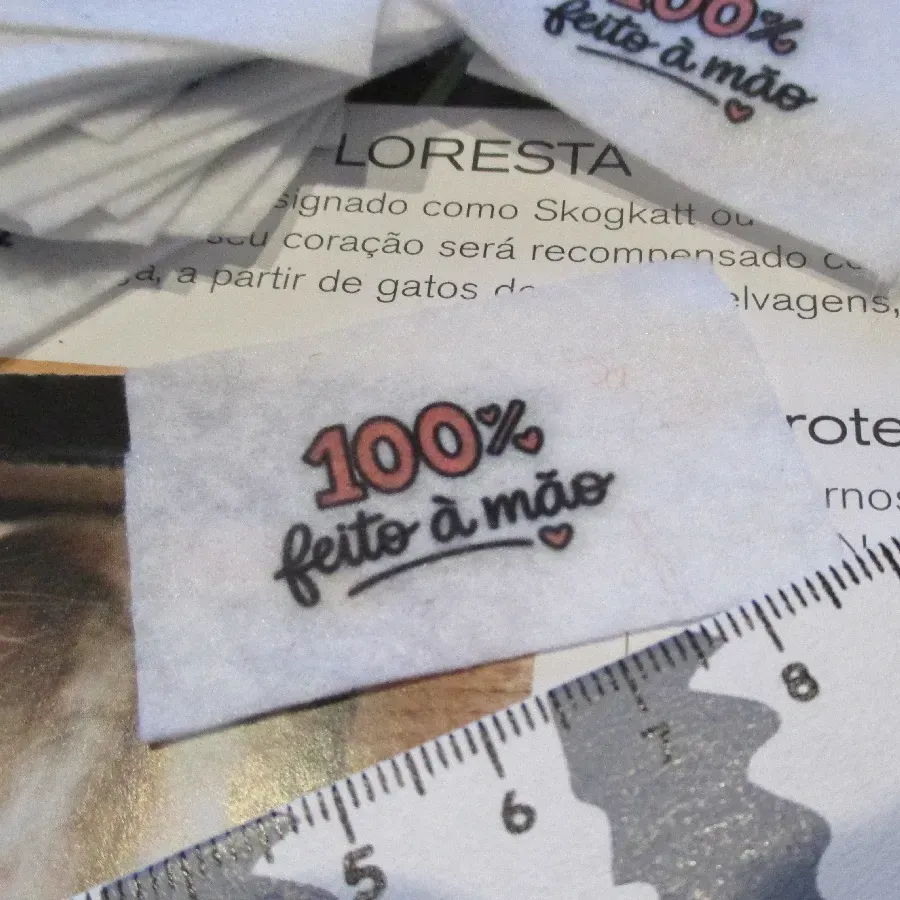 100%
feito à mão
LORESTA
signado como Skogkatt ou
seu coração será recompensado
a partir de gatos
elvagens,
100%
feito à mão
rote
rnos
5
6
7
8